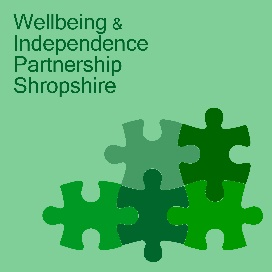 Wellbeing &
Independence
Partnership
Shropshire